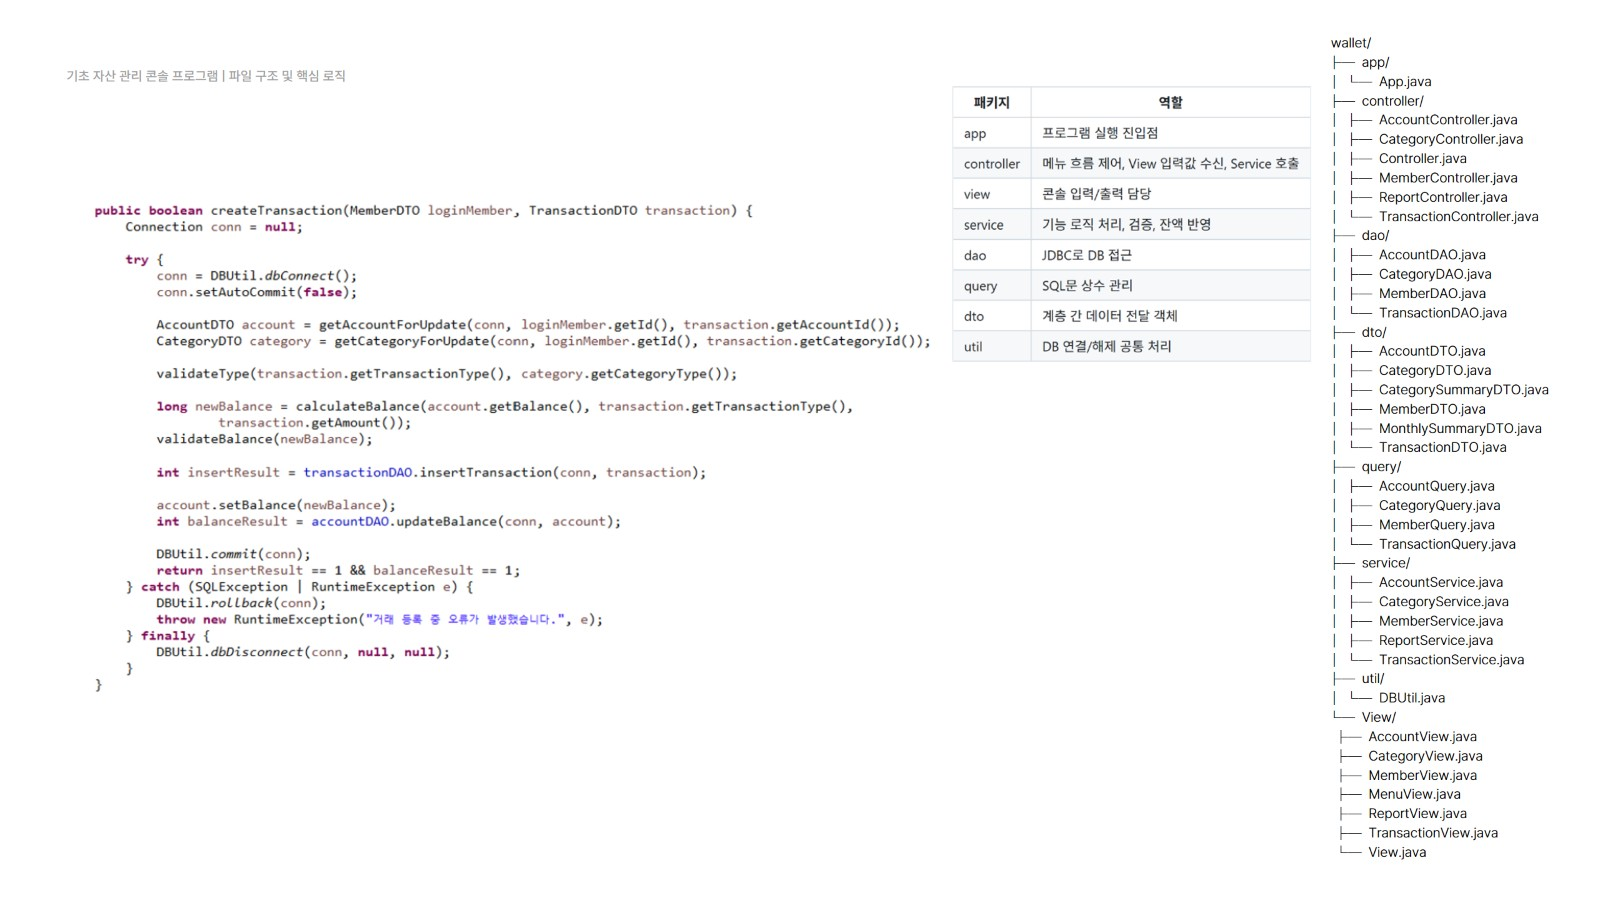 기초 자산 관리 콘솔 프로그램 | 파일 구조 및 핵심 로직
public boolean createTransaction(MemberDTO loginMember, TransactionDTO transaction) {
Connection conn = null;
try {
conn = DBUtil.dbConnect();
conn.setAutoCommit(false);
AccountDTO account = getAccountForUpdate(conn, loginMember.getId(), transaction.getAccountId());
CategoryDTO category = getCategoryForUpdate(conn, loginMember.getId(), transaction.getCategoryId());
validateType(transaction.getTransactionType(), category.getCategoryType());
long newBalance = calculateBalance(account.getBalance(), transaction.getTransactionType(),
transaction.getAmount());
validateBalance(newBalance);
int insertResult = transactionDAO.insertTransaction(conn, transaction);
account.setBalance(newBalance);
int balanceResult = accountDAO.updateBalance(conn, account);
DBUtil.commit(conn);
return insertResult == 1 && balanceResult == 1;
} catch (SQLException | RuntimeException e) {
DBUtil.rollback(conn);
throw new RuntimeException("거래 등록 중 오류가 발생했습니다.", e);
} finally {
DBUtil.dbDisconnect(conn, null, null);
}
}
패키지 역할
app 프로그램 실행 진입점
controller 메뉴 흐름 제어, View 입력값 수신, Service 호출
view 콘솔 입력/출력 담당
service 기능 로직 처리, 검증, 잔액 반영
dao JDBC로 DB 접근
query SQL문 상수 관리
dto 계층 간 데이터 전달 객체
util DB 연결/해제 공통 처리
wallet/
├── app/
│ └── App.java
├── controller/
│ ├── AccountController.java
│ ├── CategoryController.java
│ ├── Controller.java
│ ├── MemberController.java
│ ├── ReportController.java
│ └── TransactionController.java
├── dao/
│ ├── AccountDAO.java
│ ├── CategoryDAO.java
│ ├── MemberDAO.java
│ └── TransactionDAO.java
├── dto/
│ ├── AccountDTO.java
│ ├── CategoryDTO.java
│ ├── CategorySummaryDTO.java
│ ├── MemberDTO.java
│ ├── MonthlySummaryDTO.java
│ └── TransactionDTO.java
├── query/
│ ├── AccountQuery.java
│ ├── CategoryQuery.java
│ ├── MemberQuery.java
│ └── TransactionQuery.java
├── service/
│ ├── AccountService.java
│ ├── CategoryService.java
│ ├── MemberService.java
│ ├── ReportService.java
│ └── TransactionService.java
├── util/
│ └── DBUtil.java
└── View/
├── AccountView.java
├── CategoryView.java
├── MemberView.java
├── MenuView.java
├── ReportView.java
├── TransactionView.java
└── View.java